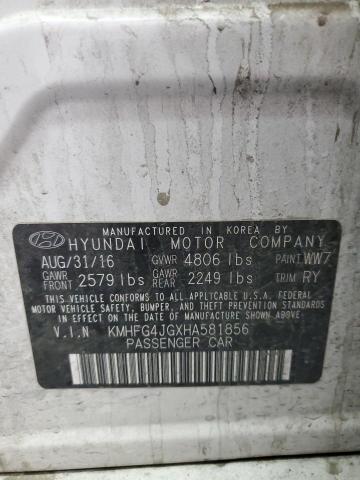 MANUFACTURED IN KOREA BY
HYUNDAI MOTOR COMPANY
AUG/31/16 GVWR 4806 lbs PAINT WW7
GAWR FRONT 2579 lbs GAWR REAR 2249 lbs TRIM RY
THIS VEHICLE CONFORMS TO ALL APPLICABLE U.S.A. FEDERAL
MOTOR VEHICLE SAFETY, BUMPER, AND THEFT PREVENTION STANDARDS
IN EFFECT ON THE DATE OF MANUFACTURE SHOWN ABOVE.
V.I.N KMHFG4JGXHA581856
PASSENGER CAR